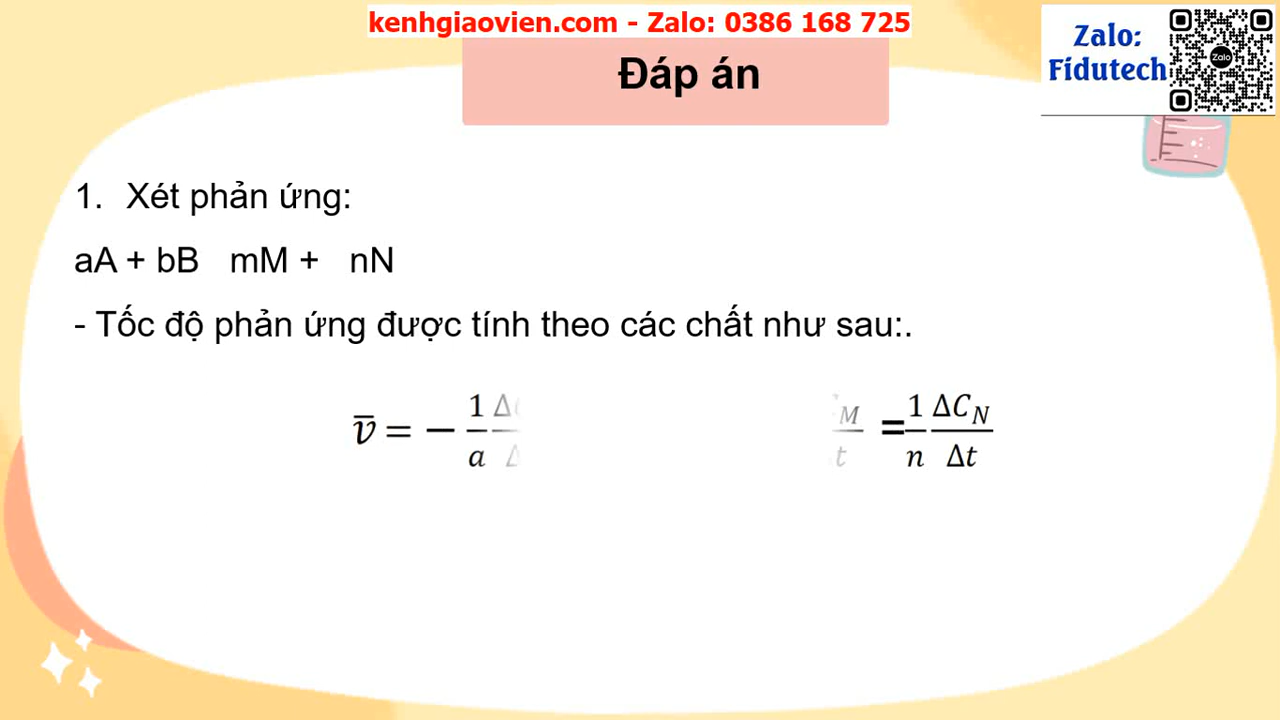 kenhgiaovien.com - Zalo: 0386 168 725
Zalo:
Fidutech
Zalo
Đáp án
1. Xét phản ứng:
aA + bB mM + nN
- Tốc độ phản ứng được tính theo các chất như sau:.
v̅ = − 1/a Δ M/t = 1/n ΔC_N/Δt